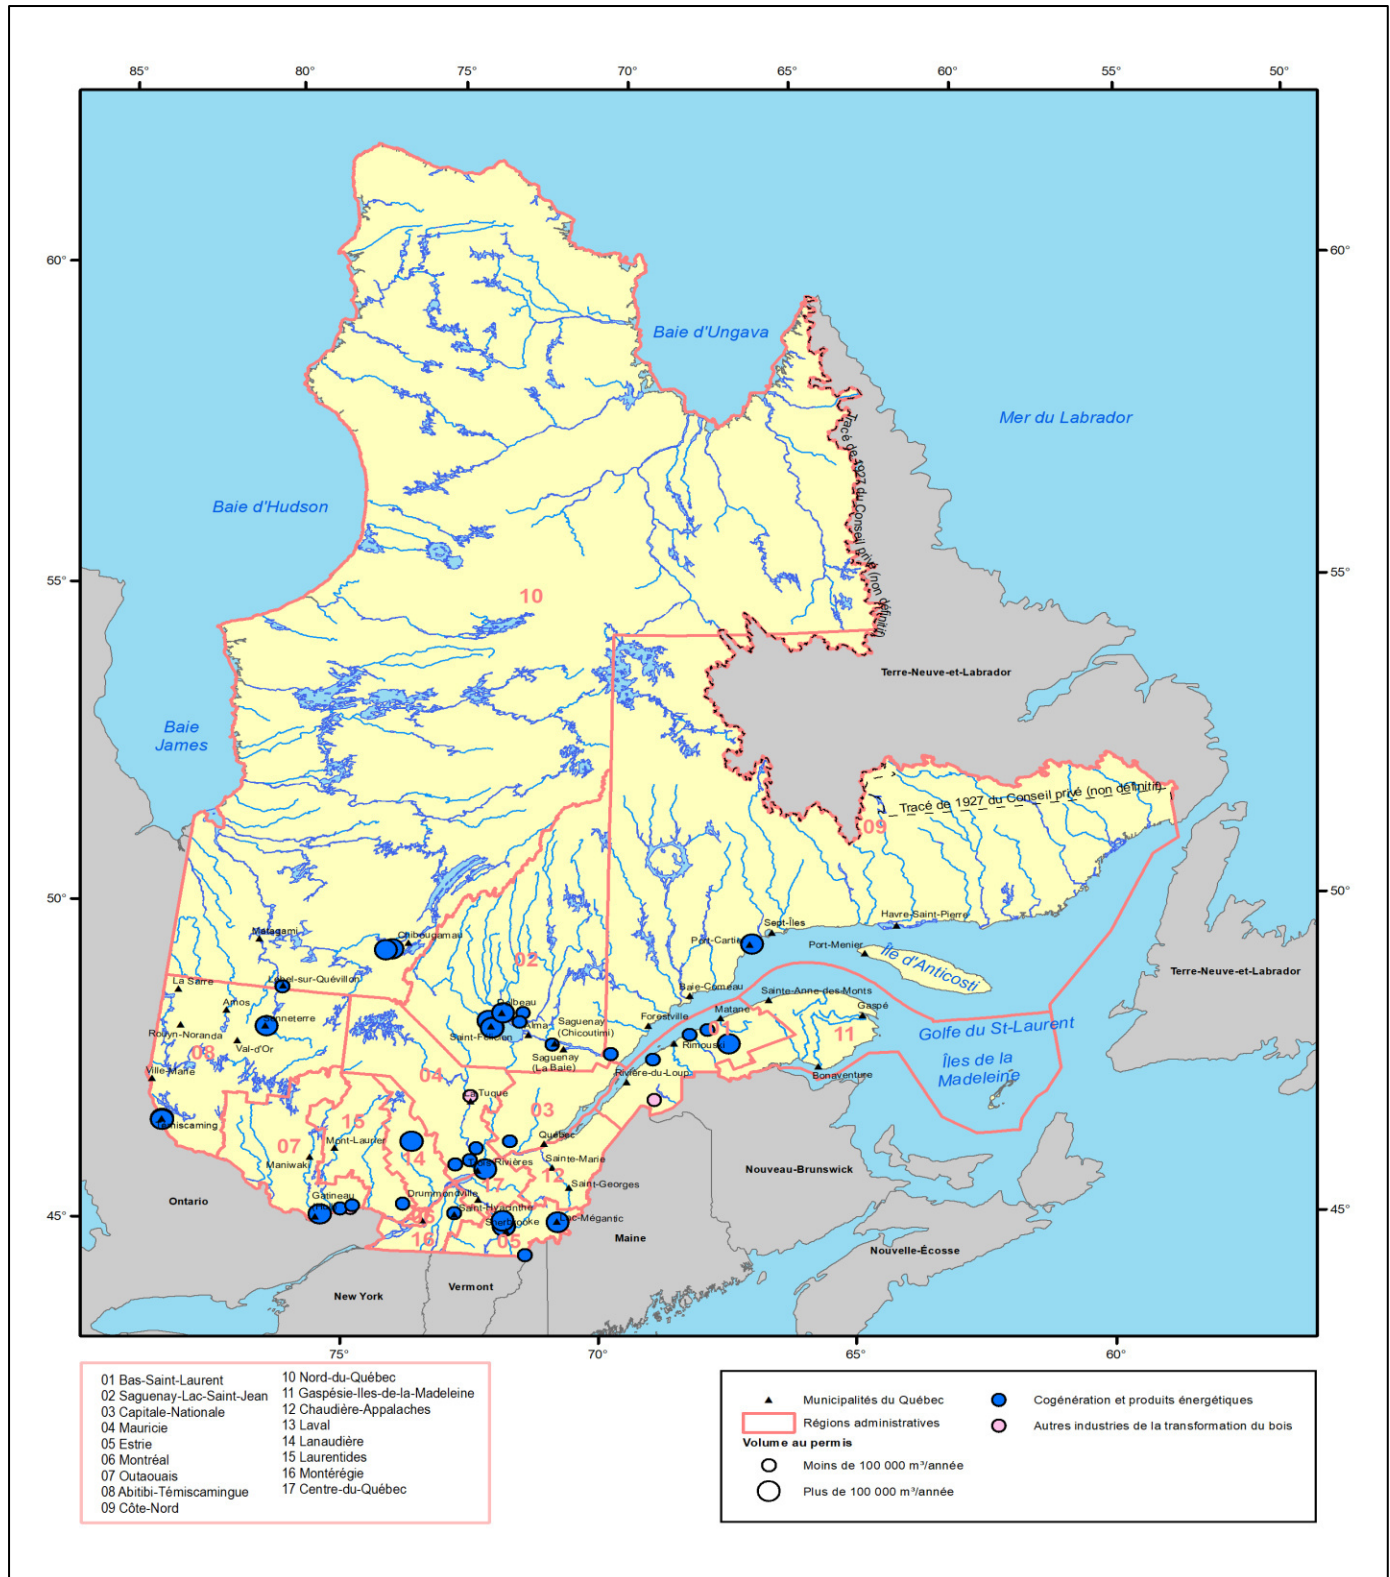 85° 80° 75° 70° 65° 60° 55° 50°
60° 60°
Baie d'Ungava
Mer du Labrador
Tracé de 1927 du Conseil privé (non définitif)
Baie d'Hudson
55° 55°
10
Terre-Neuve-et-Labrador
Baie
James
Tracé de 1927 du Conseil privé (non définitif)
09
50° 50°
Matagami
Chibougamau
Sept-Îles
Havre-Saint-Pierre
Port-Cartier
Port-Menier
Île d'Anticosti
02
Terre-Neuve-et-Labrador
La Sarre
Lebel-sur-Quévillon
Baie-Comeau
Sainte-Anne-des-Monts
Amos
Dolbeau
Matane
Gaspé
Senneterre
Forestville
Rouyn-Noranda
Alma
Saguenay
(Chicoutimi)
Saint-Félicien
Rimouski
11
Golfe du St-Laurent
Val-d'Or
08
Saguenay
(La Baie)
Îles de la
Madeleine
Ville-Marie
04
Rivière-du-Loup
Bonaventure
La Tuque
03
Témiscaming
15
07
Mont-Laurier
Québec
Maniwaki
14
Trois-Rivières
Sainte-Marie
Nouveau-Brunswick
12
17
Saint-Georges
Ontario
Gatineau
Drummondville
Saint-Hyacinthe
Sherbrooke
Lac-Mégantic
45° 45°
16
05
Maine
Nouvelle-Écosse
Vermont
New York
75° 70° 65° 60°
01 Bas-Saint-Laurent
02 Saguenay-Lac-Saint-Jean
03 Capitale-Nationale
04 Mauricie
05 Estrie
06 Montréal
07 Outaouais
08 Abitibi-Témiscamingue
09 Côte-Nord
10 Nord-du-Québec
11 Gaspésie-Iles-de-la-Madeleine
12 Chaudière-Appalaches
13 Laval
14 Lanaudière
15 Laurentides
16 Montérégie
17 Centre-du-Québec
Municipalités du Québec
Régions administratives
Volume au permis
Moins de 100 000 m³/année
Plus de 100 000 m³/année
Cogénération et produits énergétiques
Autres industries de la transformation du bois